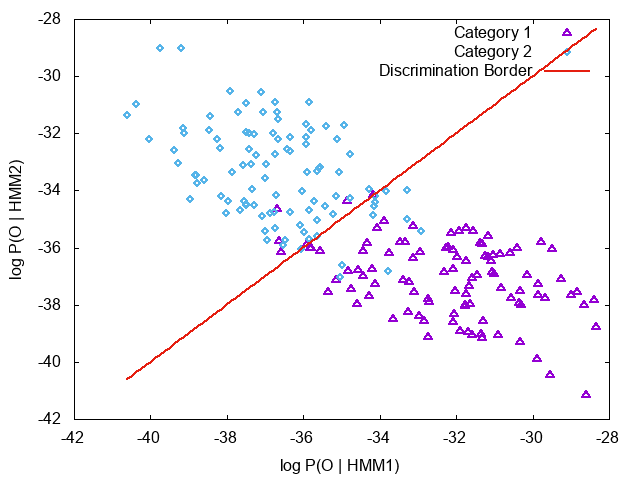 -28
-30
-32
-34
-36
-38
-40
-42
-42 -40 -38 -36 -34 -32 -30 -28
log P(O | HMM2)
log P(O | HMM1)
Category 1
Category 2
Discrimination Border